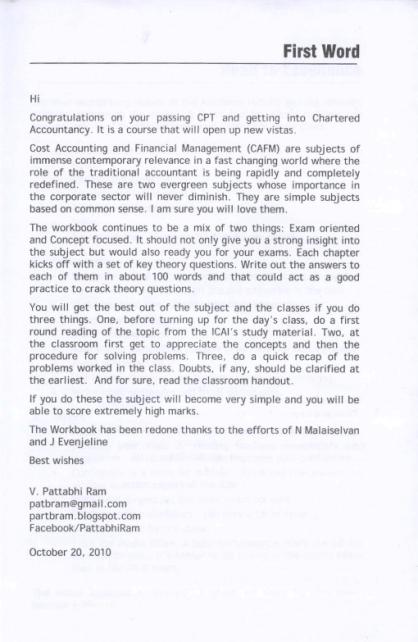 First Word
Hi
Congratulations on your passing CPT and getting into Chartered
Accountancy. It is a course that will open up new vistas.
Cost Accounting and Financial Management (CAFM) are subjects of
immense contemporary relevance in a fast changing world where the
role of the traditional accountant is being rapidly and completely
redefined. These are two evergreen subjects whose importance in
the corporate sector will never diminish. They are simple subjects
based on common sense. I am sure you will love them.
The workbook continues to be a mix of two things: Exam oriented
and Concept focused. It should not only give you a strong insight into
the subject but would also ready you for your exams. Each chapter
kicks off with a set of key theory questions. Write out the answers to
each of them in about 100 words and that could act as a good
practice to crack theory questions.
You will get the best out of the subject and the classes if you do
three things. One, before turning up for the day's class, do a first
round reading of the topic from the ICAI's study material. Two, at
the classroom first get to appreciate the concepts and then the
procedure for solving problems. Three, do a quick recap of the
problems worked in the class. Doubts, if any, should be clarified at
the earliest. And for sure, read the classroom handout.
If you do these the subject will become very simple and you will be
able to score extremely high marks.
The Workbook has been redone thanks to the efforts of N Malaiselvan
and J Evenjeline
Best wishes
V. Pattabhi Ram
patbram@gmail.com
partbram.blogspot.com
Facebook/PattabhiRam
October 20, 2010